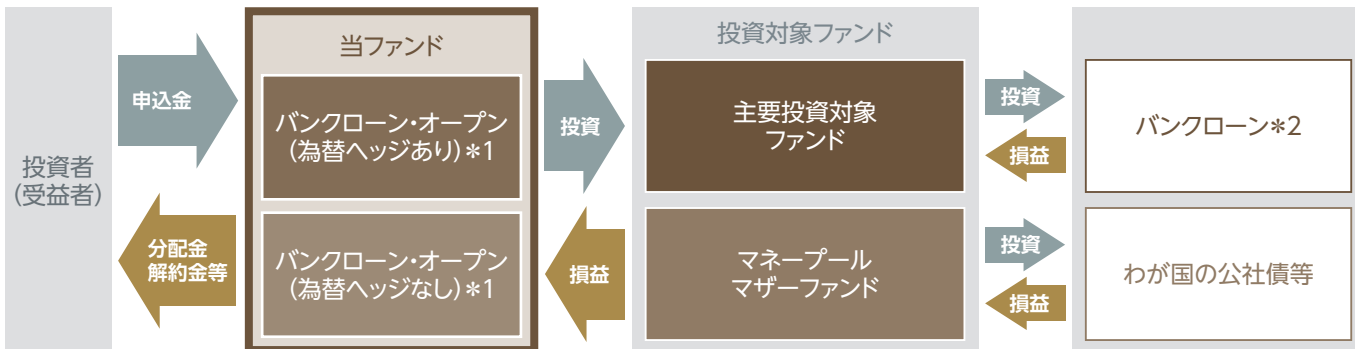 投資者
(受益者)
申込金
分配金
解約金等
当ファンド
バンクローン・オープン
(為替ヘッジあり)＊1
バンクローン・オープン
(為替ヘッジなし)＊1
投資
損益
投資対象ファンド
主要投資対象
ファンド
マネープール
マザーファンド
投資
損益
投資
損益
バンクローン＊2
わが国の公社債等